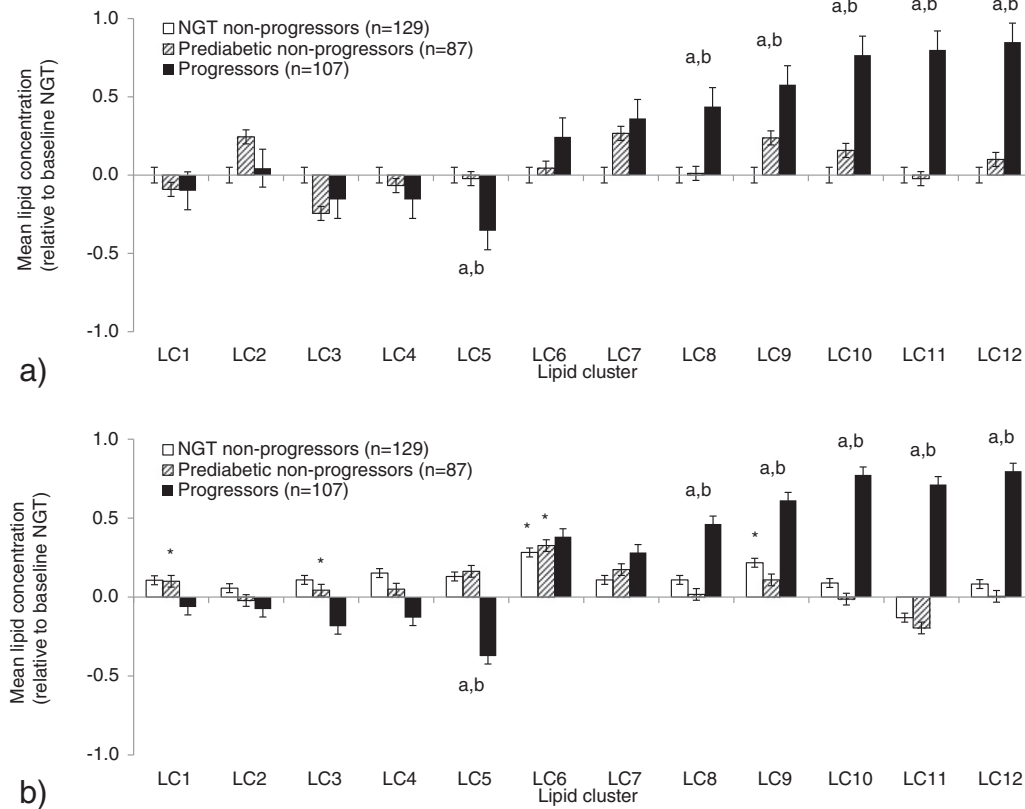 1.0
NGT non-progressors (n=129)
Prediabetic non-progressors (n=87)
Progressors (n=107)
a,b a,b a,b
a,b
a,b
0.5
0.0
-0.5
a,b
-1.0
Mean lipid concentration
(relative to baseline NGT)
LC1 LC2 LC3 LC4 LC5 LC6 LC7 LC8 LC9 LC10 LC11 LC12
Lipid cluster
a)
1.0
NGT non-progressors (n=129)
Prediabetic non-progressors (n=87)
Progressors (n=107)
a,b a,b a,b
a,b
a,b
0.5
* * * * *
0.0
-0.5
a,b
-1.0
Mean lipid concentration
(relative to baseline NGT)
LC1 LC2 LC3 LC4 LC5 LC6 LC7 LC8 LC9 LC10 LC11 LC12
Lipid cluster
b)